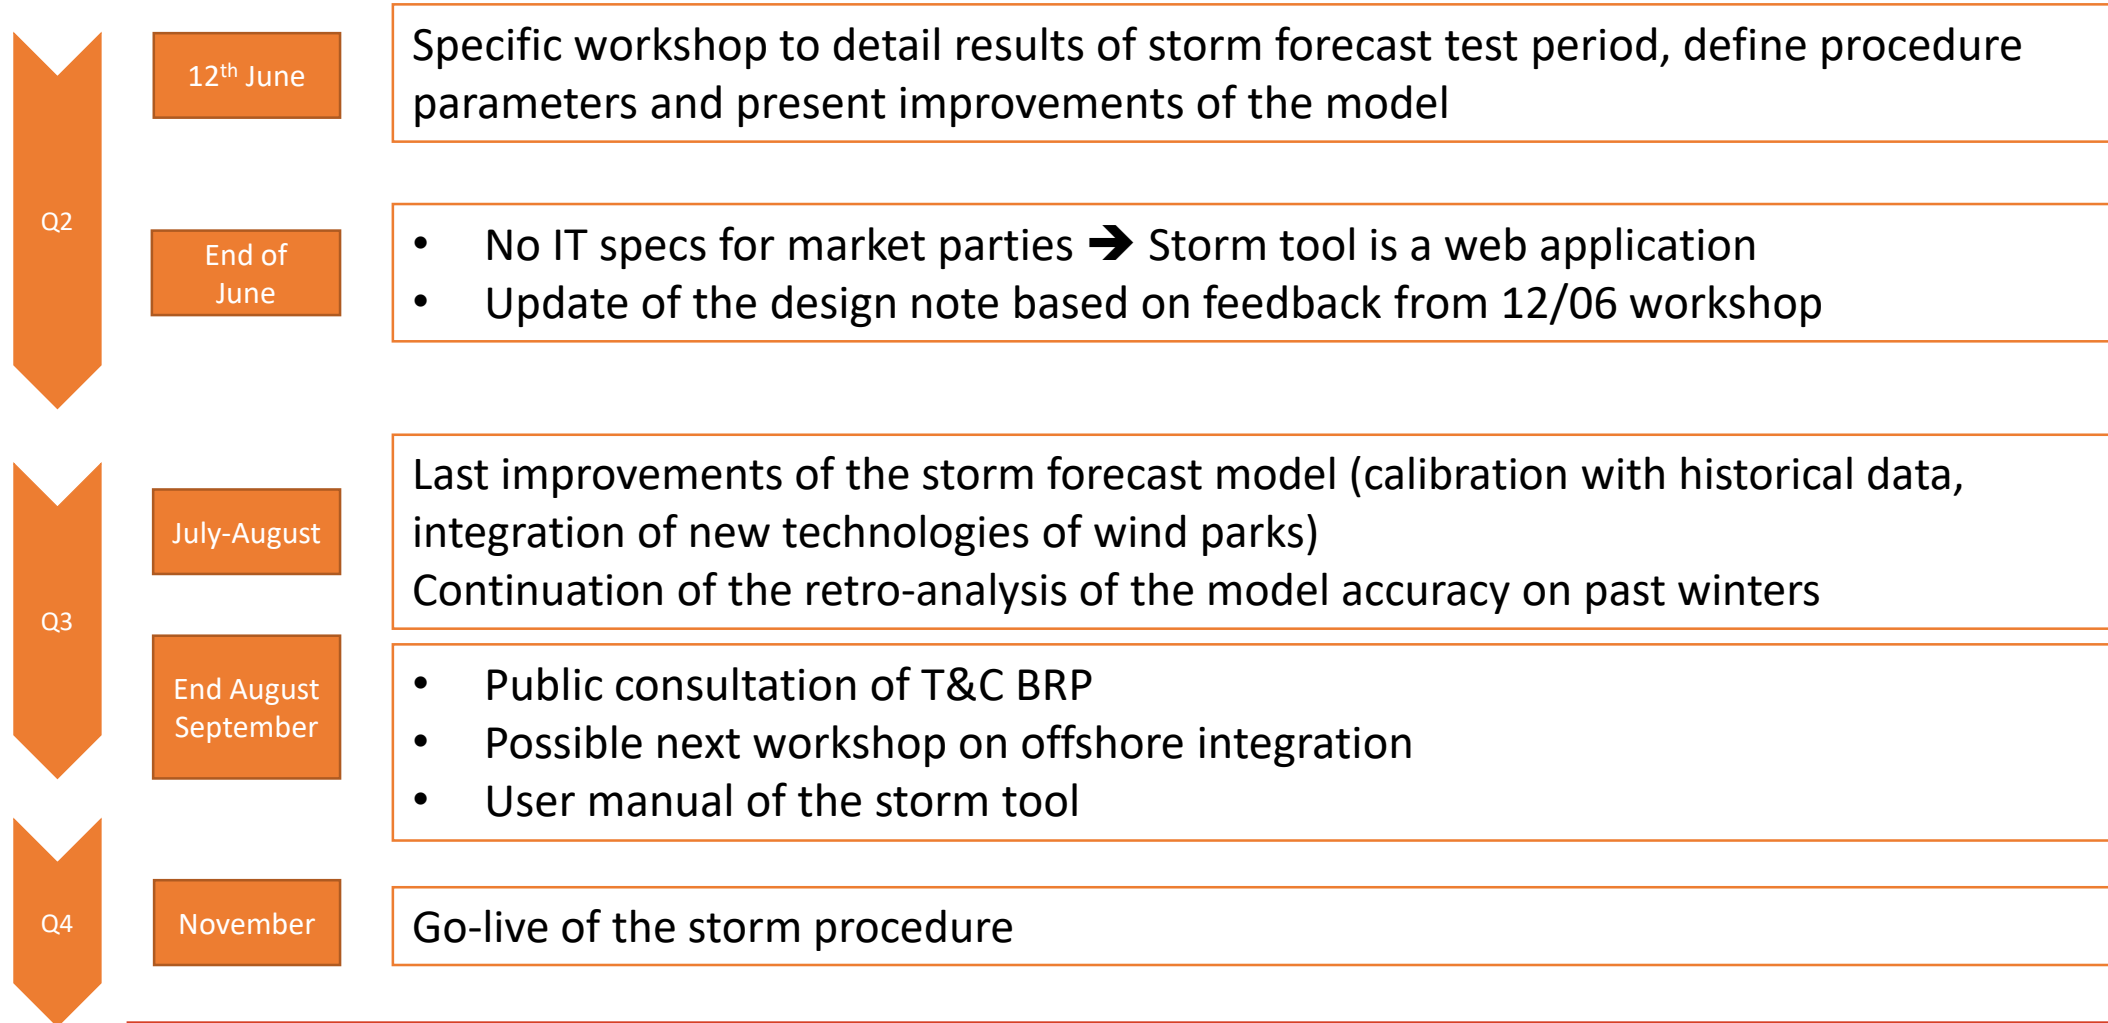 Q2
12th June
Specific workshop to detail results of storm forecast test period, define procedure
parameters and present improvements of the model
End of
June
• No IT specs for market parties ➔ Storm tool is a web application
• Update of the design note based on feedback from 12/06 workshop
Q3
July-August
Last improvements of the storm forecast model (calibration with historical data,
integration of new technologies of wind parks)
Continuation of the retro-analysis of the model accuracy on past winters
End August
September
• Public consultation of T&C BRP
• Possible next workshop on offshore integration
• User manual of the storm tool
Q4
November
Go-live of the storm procedure